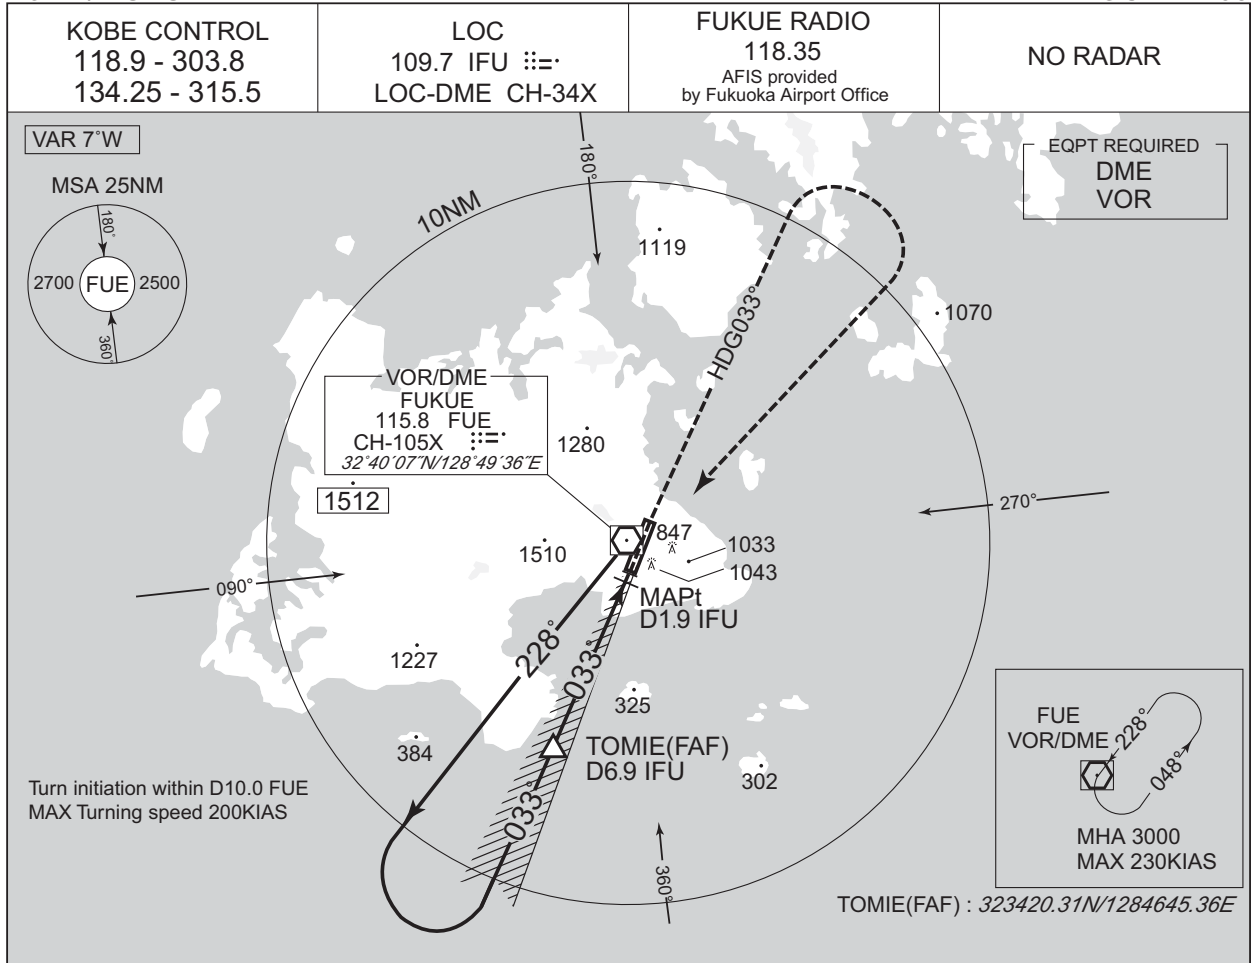 KOBE CONTROL
118.9 - 303.8
134.25 - 315.5
LOC
109.7 IFU
LOC-DME CH-34X
FUKUE RADIO
118.35
AFIS provided
by Fukuoka Airport Office
NO RADAR
VAR 7°W
MSA 25NM
180°
2700
FUE
2500
360°
10NM
180°
EQPT REQUIRED
DME
VOR
1119
1070
HDG033°
VOR/DME
FUKUE
115.8 FUE
CH-105X
32°40′07″N/128°49′36″E
1280
1512
1510
847
1033
1043
270°
090°
MAPt
D1.9 IFU
228°
033°
1227
325
384
TOMIE(FAF)
D6.9 IFU
302
033°
Turn initiation within D10.0 FUE
MAX Turning speed 200KIAS
360°
FUE
VOR/DME
228°
048°
MHA 3000
MAX 230KIAS
TOMIE(FAF) : 323420.31N/1284645.36E